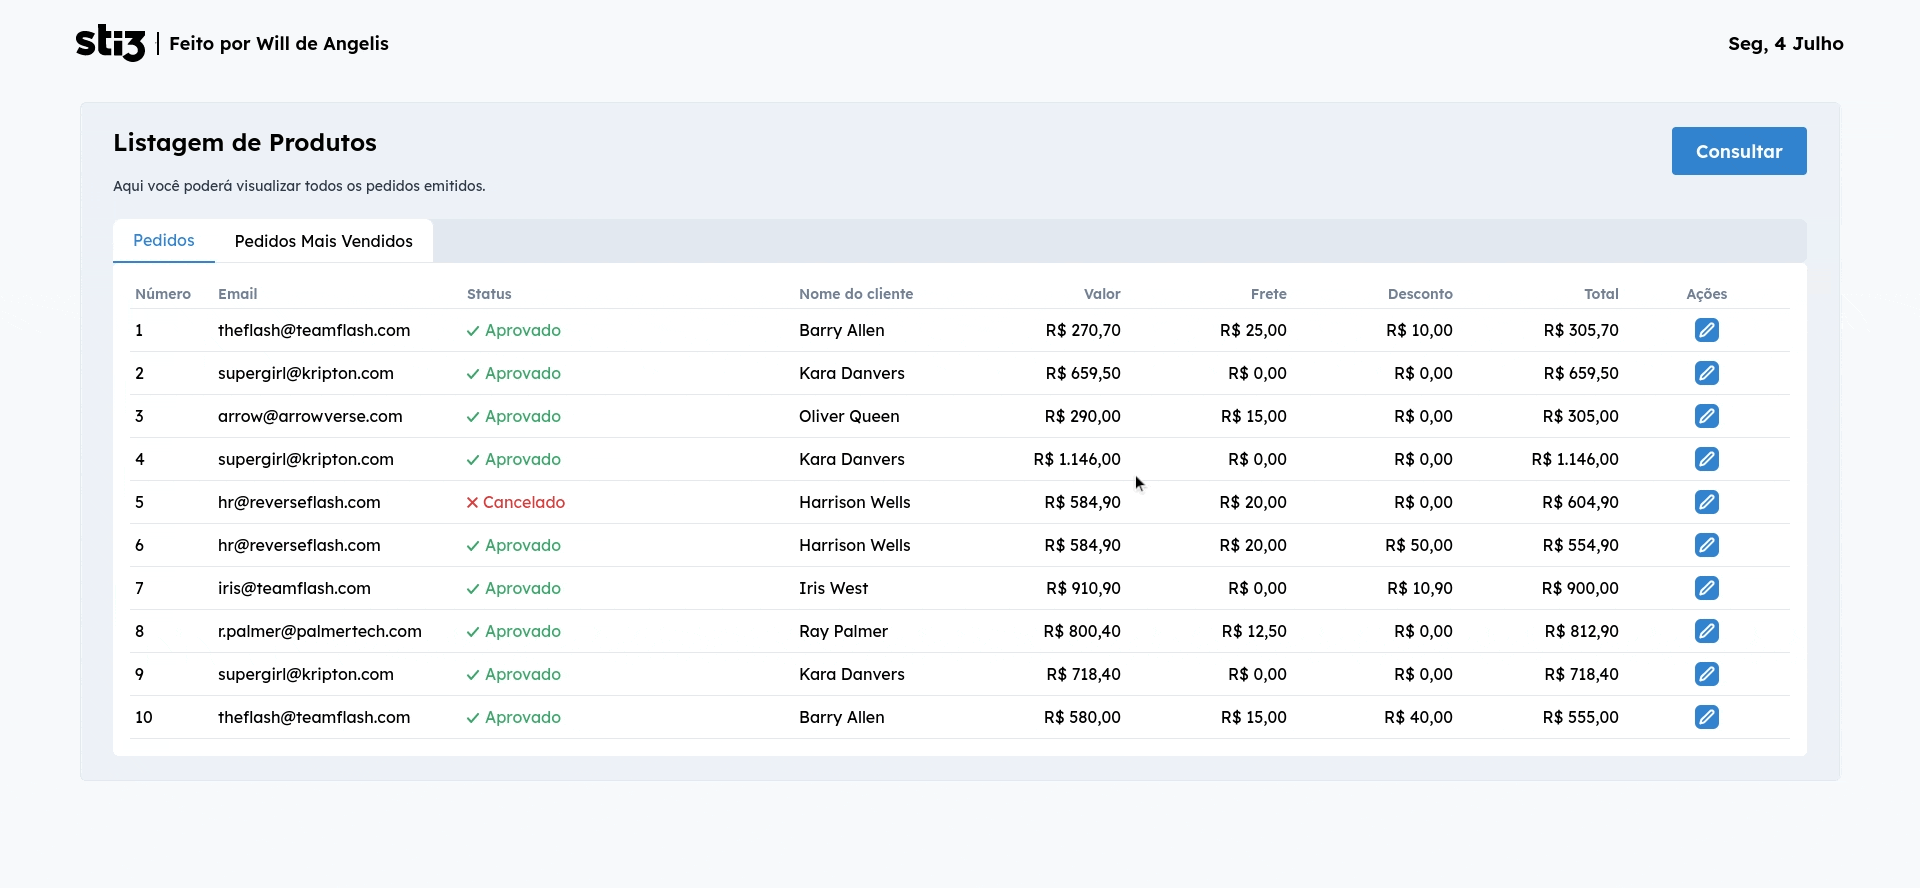 sti3 | Feito por Will de Angelis Seg, 4 Julho
Listagem de Produtos
Consultar
Aqui você poderá visualizar todos os pedidos emitidos.
Pedidos Pedidos Mais Vendidos
Número Email Status Nome do cliente Valor Frete Desconto Total Ações
1 theflash@teamflash.com Aprovado Barry Allen R$ 270,70 R$ 25,00 R$ 10,00 R$ 305,70
2 supergirl@kripton.com Aprovado Kara Danvers R$ 659,50 R$ 0,00 R$ 0,00 R$ 659,50
3 arrow@arrowverse.com Aprovado Oliver Queen R$ 290,00 R$ 15,00 R$ 0,00 R$ 305,00
4 supergirl@kripton.com Aprovado Kara Danvers R$ 1.146,00 R$ 0,00 R$ 0,00 R$ 1.146,00
5 hr@reverseflash.com Cancelado Harrison Wells R$ 584,90 R$ 20,00 R$ 0,00 R$ 604,90
6 hr@reverseflash.com Aprovado Harrison Wells R$ 584,90 R$ 20,00 R$ 50,00 R$ 554,90
7 iris@teamflash.com Aprovado Iris West R$ 910,90 R$ 0,00 R$ 10,90 R$ 900,00
8 r.palmer@palmertech.com Aprovado Ray Palmer R$ 800,40 R$ 12,50 R$ 0,00 R$ 812,90
9 supergirl@kripton.com Aprovado Kara Danvers R$ 718,40 R$ 0,00 R$ 0,00 R$ 718,40
10 theflash@teamflash.com Aprovado Barry Allen R$ 580,00 R$ 15,00 R$ 40,00 R$ 555,00